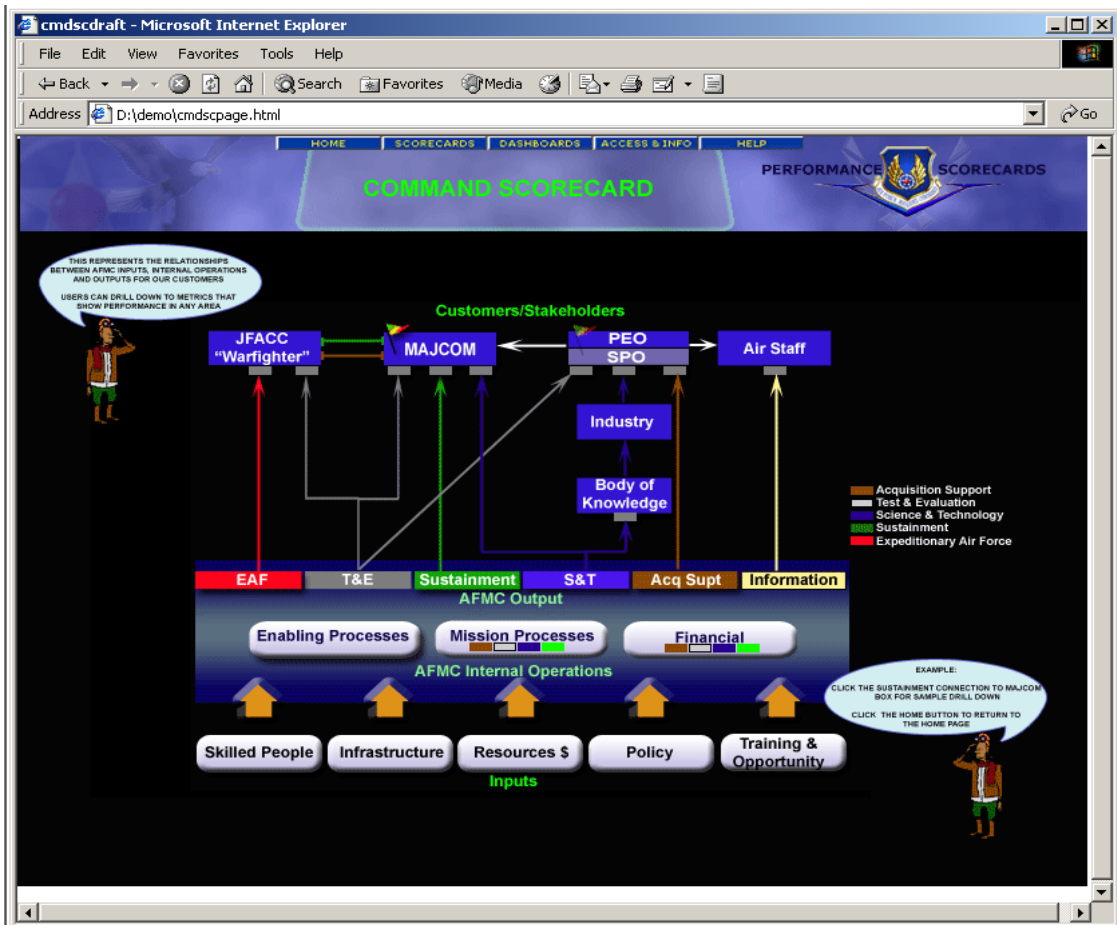 cmdscdraft - Microsoft Internet Explorer
File Edit View Favorites Tools Help
Back Search Favorites Media
Address D:\demo\cmdscpage.html Go
HOME SCORECARDS DASHBOARDS ACCESS & INFO HELP
COMMAND SCORECARD
PERFORMANCE SCORECARDS
THIS REPRESENTS THE RELATIONSHIPS
BETWEEN AFMC INPUTS, INTERNAL OPERATIONS
AND OUTPUTS FOR OUR CUSTOMERS
USERS CAN DRILL DOWN TO METRICS THAT
SHOW PERFORMANCE IN ANY AREA
Customers/Stakeholders
JFACC
"Warfighter"
MAJCOM
PEO
SPO
Air Staff
Industry
Body of
Knowledge
Acquisition Support
Test & Evaluation
Science & Technology
Sustainment
Expeditionary Air Force
EAF T&E Sustainment S&T Acq Supt Information
AFMC Output
Enabling Processes Mission Processes Financial
AFMC Internal Operations
EXAMPLE:
CLICK THE SUSTAINMENT CONNECTION TO MAJCOM
BOX FOR SAMPLE DRILL DOWN
CLICK THE HOME BUTTON TO RETURN TO
THE HOME PAGE
Skilled People Infrastructure Resources $ Policy
Training &
Opportunity
Inputs